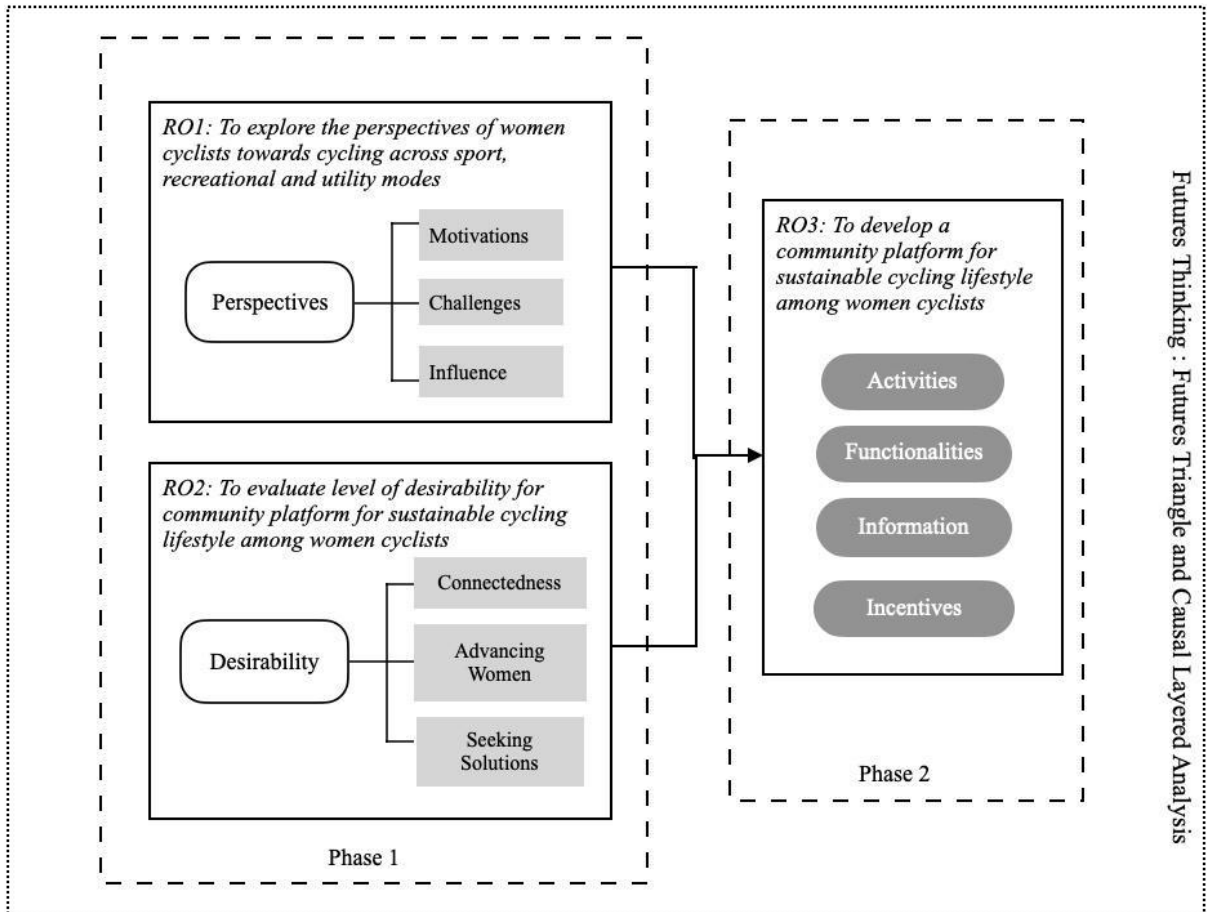 RO1: To explore the perspectives of women
cyclists towards cycling across sport,
recreational and utility modes
Perspectives
Motivations
Challenges
Influence
RO2: To evaluate level of desirability for
community platform for sustainable cycling
lifestyle among women cyclists
Desirability
Connectedness
Advancing
Women
Seeking
Solutions
Phase 1
RO3: To develop a
community platform for
sustainable cycling lifestyle
among women cyclists
Activities
Functionalities
Information
Incentives
Phase 2
Futures Thinking : Futures Triangle and Causal Layered Analysis